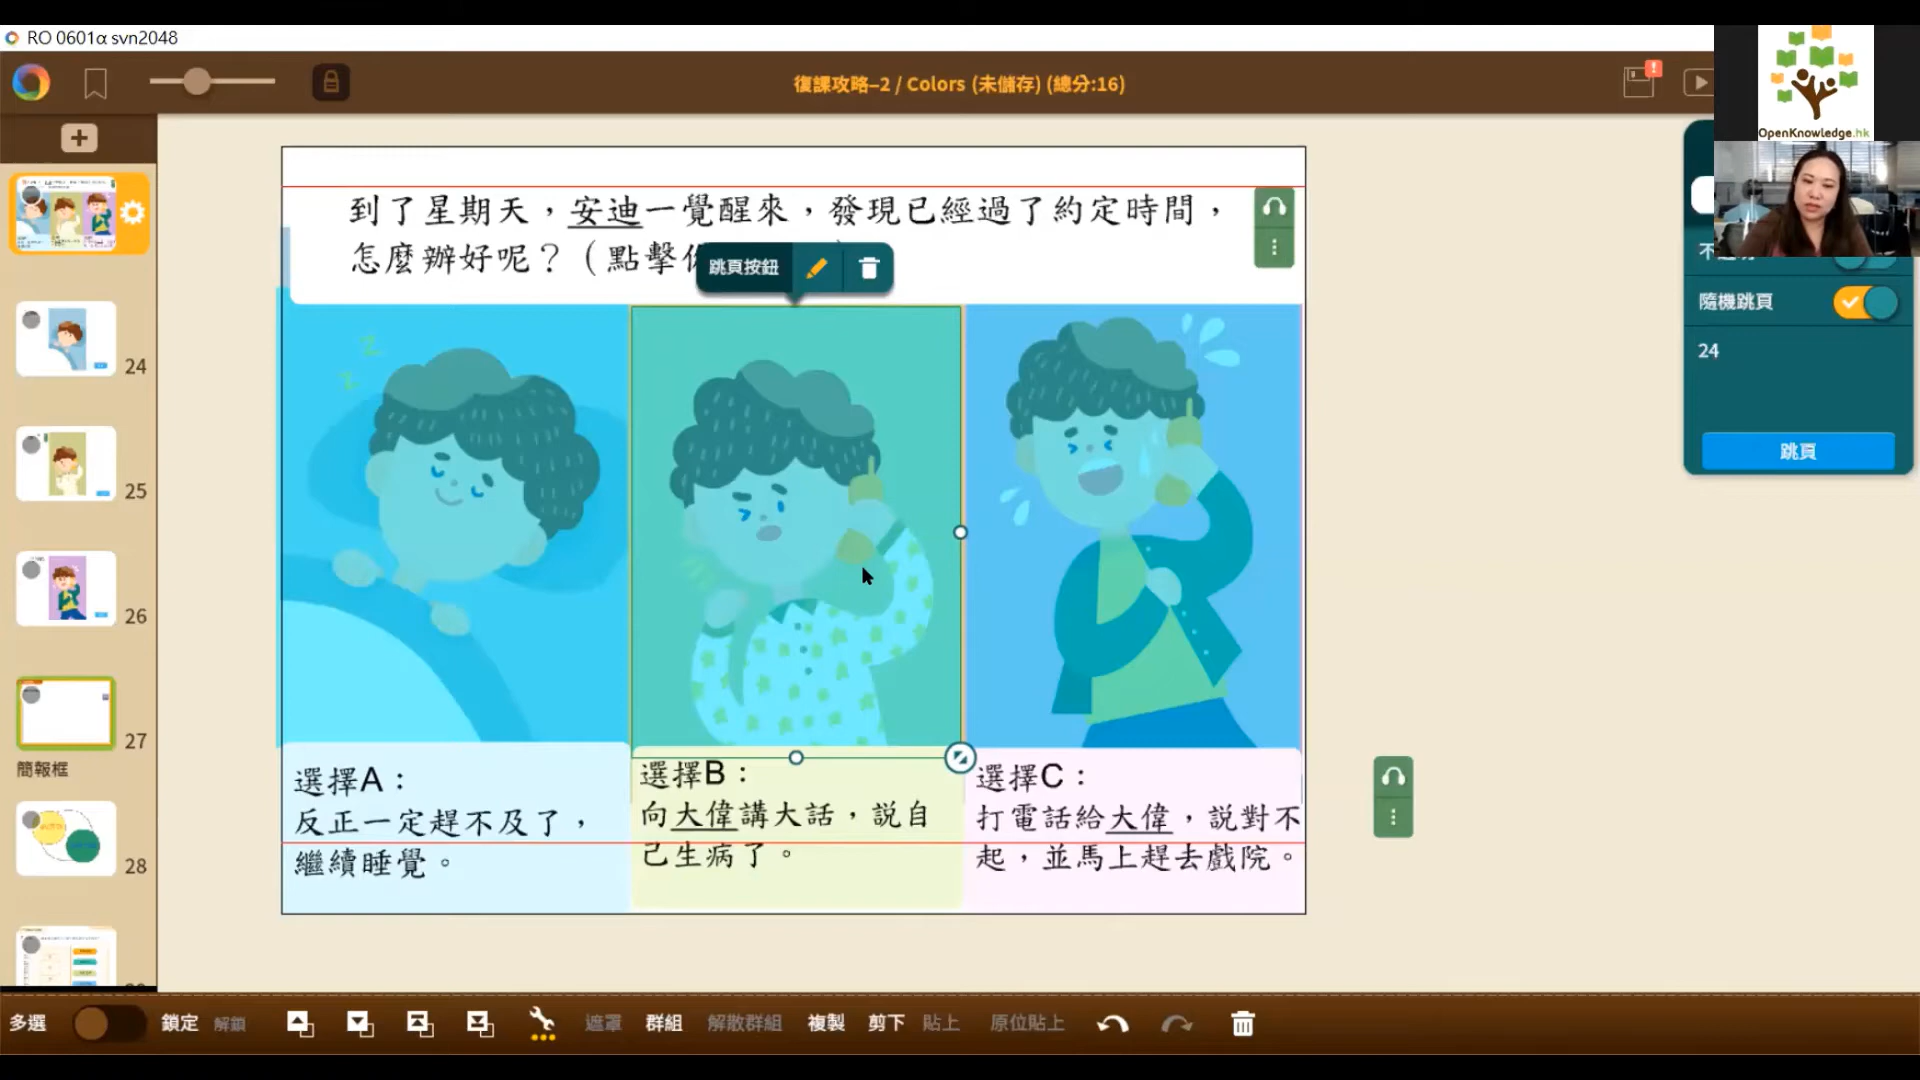 RO 0601α svn2048
復課攻略–2 / Colors (未儲存) (總分:16)
OpenKnowledge.hk
到了星期天，安迪一覺醒來，發現已經過了約定時間，
怎麼辦好呢？（點擊
跳頁按鈕
隨機跳頁
24
跳頁
24
25
26
27
簡報框
28
選擇A：
反正一定趕不及了，
繼續睡覺。
選擇B：
向大偉講大話，說自
己生病了。
選擇C：
打電話給大偉，說對不
起，並馬上趕去戲院。
多選
鎖定
解鎖
遮罩
群組
解散群組
複製
剪下
貼上
原位貼上